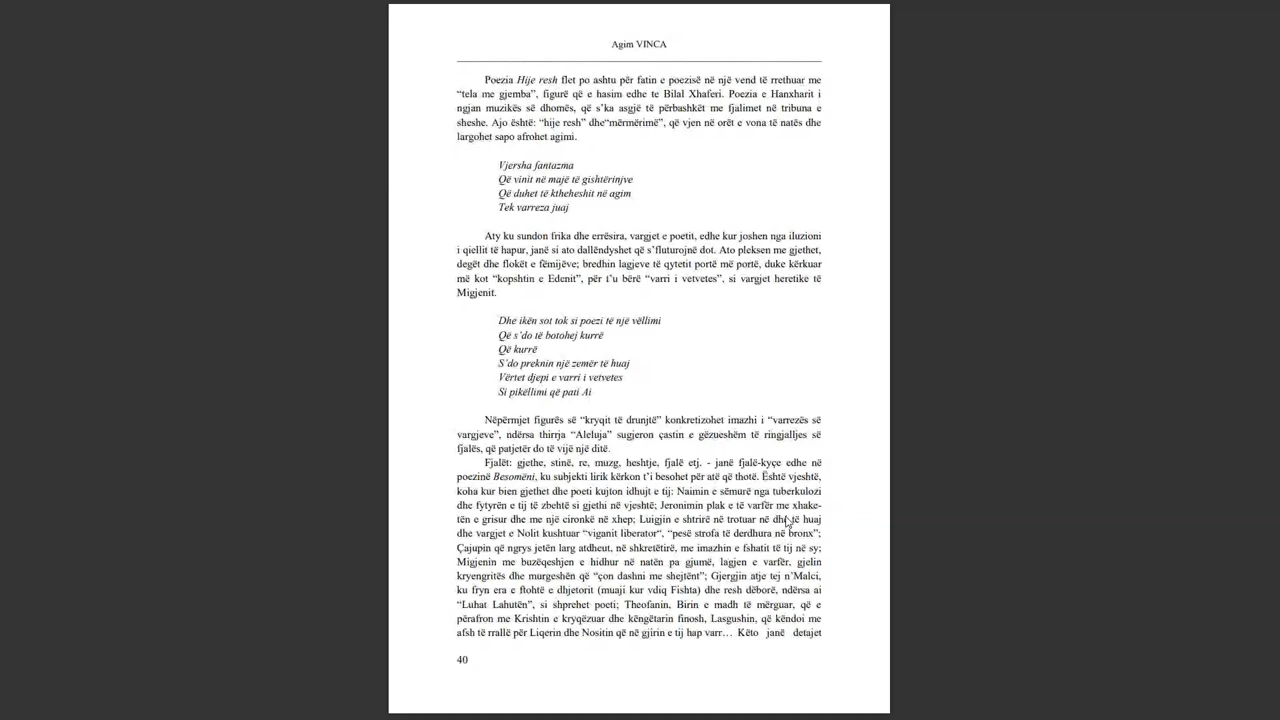 Agim VINCA
Poezia Hije resh flet po ashtu për fatin e poezisë në një vend të rrethuar me
“tela me gjemba”, figurë që e hasim edhe te Bilal Xhaferi. Poezia e Hanxharit i
ngjan muzikës së dhomës, që s’ka asgjë të përbashkët me fjalimet në tribuna e
sheshe. Ajo është: “hije resh” dhe“mërmërimë”, që vjen në orët e vona të natës dhe
largohet sapo afrohet agimi.
Vjersha fantazma
Që vinit në majë të gishtërinjve
Që duhet të ktheheshit në agim
Tek varreza juaj
Aty ku sundon frika dhe errësira, vargjet e poetit, edhe kur joshen nga iluzioni
i qiellit të hapur, janë si ato dallëndyshet që s’fluturojnë dot. Ato pleksen me gjethet,
degët dhe flokët e fëmijëve; bredhin lagjeve të qytetit portë më portë, duke kërkuar
më kot “kopshtin e Edenit”, për t’u bërë “varri i vetvetes”, si vargjet heretike të
Migjenit.
Dhe ikën sot tok si poezi të një vëllimi
Që s’do të botohej kurrë
Që kurrë
S’do preknin një zemër të huaj
Vërtet djepi e varri i vetvetes
Si pikëllimi që pati Ai
Nëpërmjet figurës së “kryqit të drunjtë” konkretizohet imazhi i “varrezës së
vargjeve”, ndërsa thirrja “Aleluja” sugjeron çastin e gëzueshëm të ringjalljes së
fjalës, që patjetër do të vijë një ditë.
Fjalët: gjethe, stinë, re, muzg, heshtje, fjalë etj. - janë fjalë-kyçe edhe në
poezinë Besomëni, ku subjekti lirik kërkon t’i besohet për atë që thotë. Është vjeshtë,
koha kur bien gjethet dhe poeti kujton idhujt e tij: Naimin e sëmurë nga tuberkulozi
dhe fytyrën e tij të zbehtë si gjethi në vjeshtë; Jeronimin plak e të varfër me xhake-
tën e grisur dhe me një cironkë në xhep; Luigjin e shtrirë në trotuar në dhe të huaj
dhe vargjet e Nolit kushtuar “viganit liberator“, “pesë strofa të derdhura në bronx”;
Çajupin që ngrys jetën larg atdheut, në shkretëtirë, me imazhin e fshatit të tij në sy;
Migjenin me buzëqeshjen e hidhur në natën pa gjumë, lagjen e varfër, gjelin
kryengritës dhe murgeshën që “çon dashni me shejtënt”; Gjergjin atje tej n’Malci,
ku fryn era e ftohtë e dhjetorit (muaji kur vdiq Fishta) dhe resh dëborë, ndërsa ai
“Luhat Lahutën”, si shprehet poeti; Theofanin, Birin e madh të mërguar, që e
përafron me Krishtin e kryqëzuar dhe këngëtarin finosh, Lasgushin, që këndoi me
afsh të rrallë për Liqerin dhe Nositin që në gjirin e tij hap varr… Këto janë detajet
40